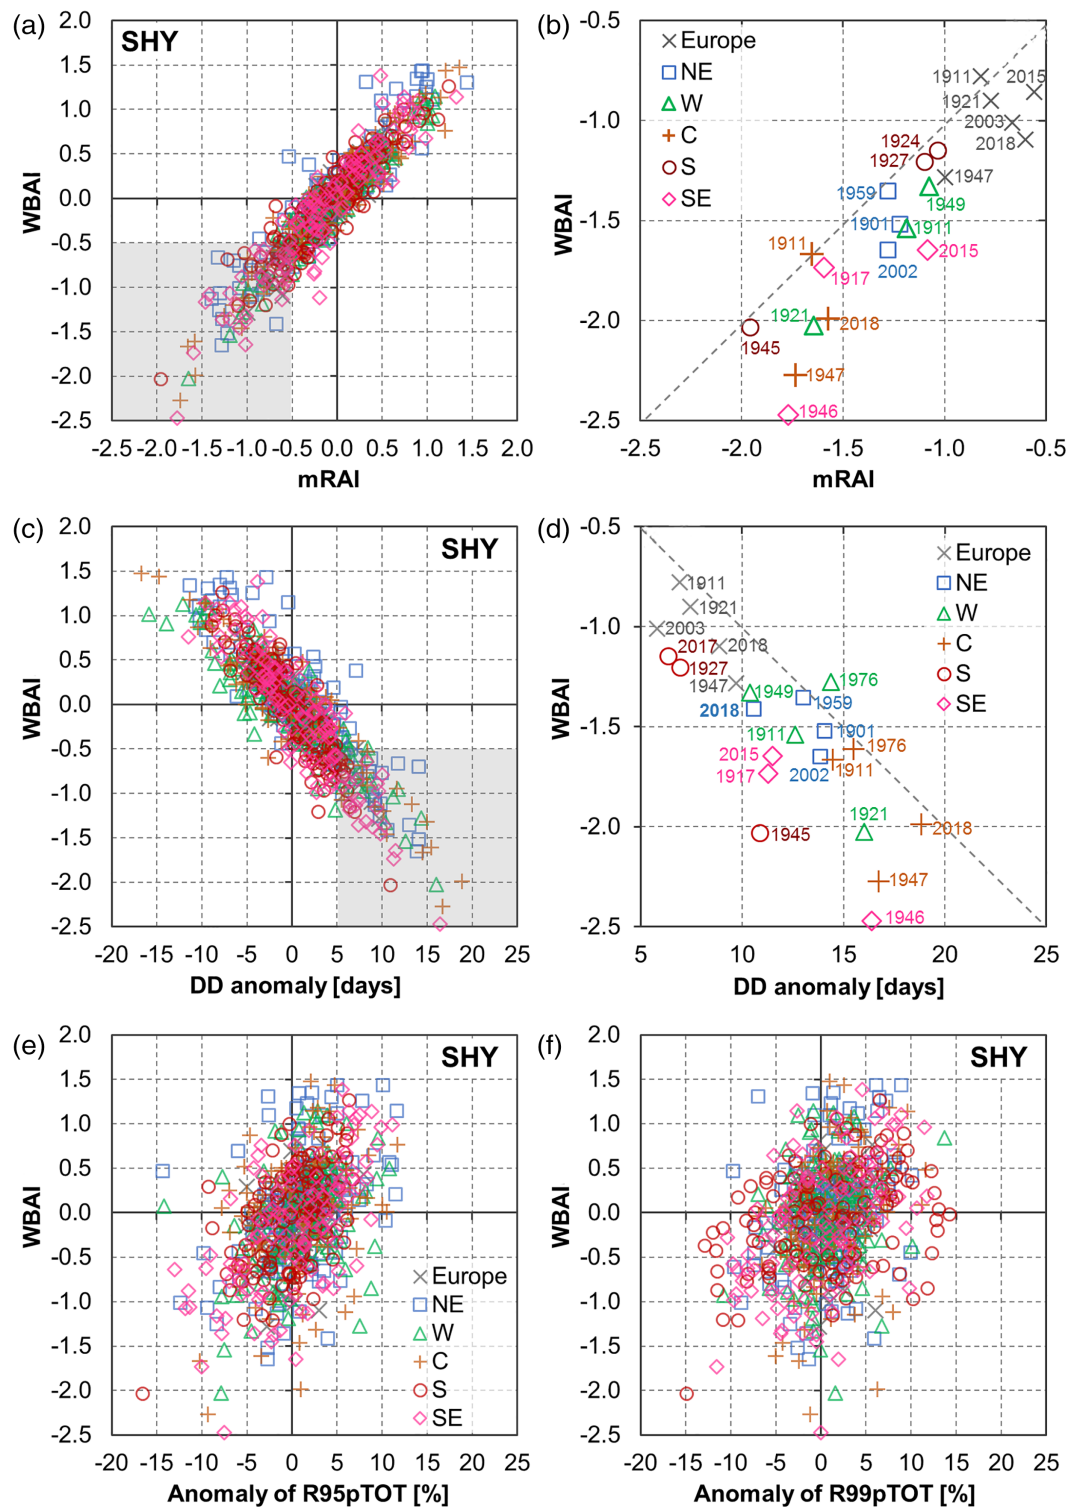 (a)
SHY
WBAI
2.0
1.5
1.0
0.5
0.0
-0.5
-1.0
-1.5
-2.0
-2.5
-2.5 -2.0 -1.5 -1.0 -0.5 0.0 0.5 1.0 1.5 2.0
mRAI
(b)
WBAI
-0.5
-1.0
-1.5
-2.0
-2.5
Europe
NE
W
C
S
SE
1911
2015
1921
2003
2018
1924
1927
1947
1959
1949
1901
1911
2002
2015
1911
1917
1921
2018
1945
1947
1946
-2.5 -2.0 -1.5 -1.0 -0.5
mRAI
(c)
SHY
WBAI
2.0
1.5
1.0
0.5
0.0
-0.5
-1.0
-1.5
-2.0
-2.5
-20 -15 -10 -5 0 5 10 15 20 25
DD anomaly [days]
(d)
WBAI
-0.5
-1.0
-1.5
-2.0
-2.5
Europe
NE
W
C
S
SE
1911
1921
2003
2018
2017
1927
1947
1949
1976
1959
2018
1911
1901
1976
2015
1917
2002
1911
1921
2018
1945
1947
1946
5 10 15 20 25
DD anomaly [days]
(e)
SHY
WBAI
2.0
1.5
1.0
0.5
0.0
-0.5
-1.0
-1.5
-2.0
-2.5
Europe
NE
W
C
S
SE
-20 -15 -10 -5 0 5 10 15 20 25
Anomaly of R95pTOT [%]
(f)
SHY
WBAI
2.0
1.5
1.0
0.5
0.0
-0.5
-1.0
-1.5
-2.0
-2.5
-20 -15 -10 -5 0 5 10 15 20 25
Anomaly of R99pTOT [%]